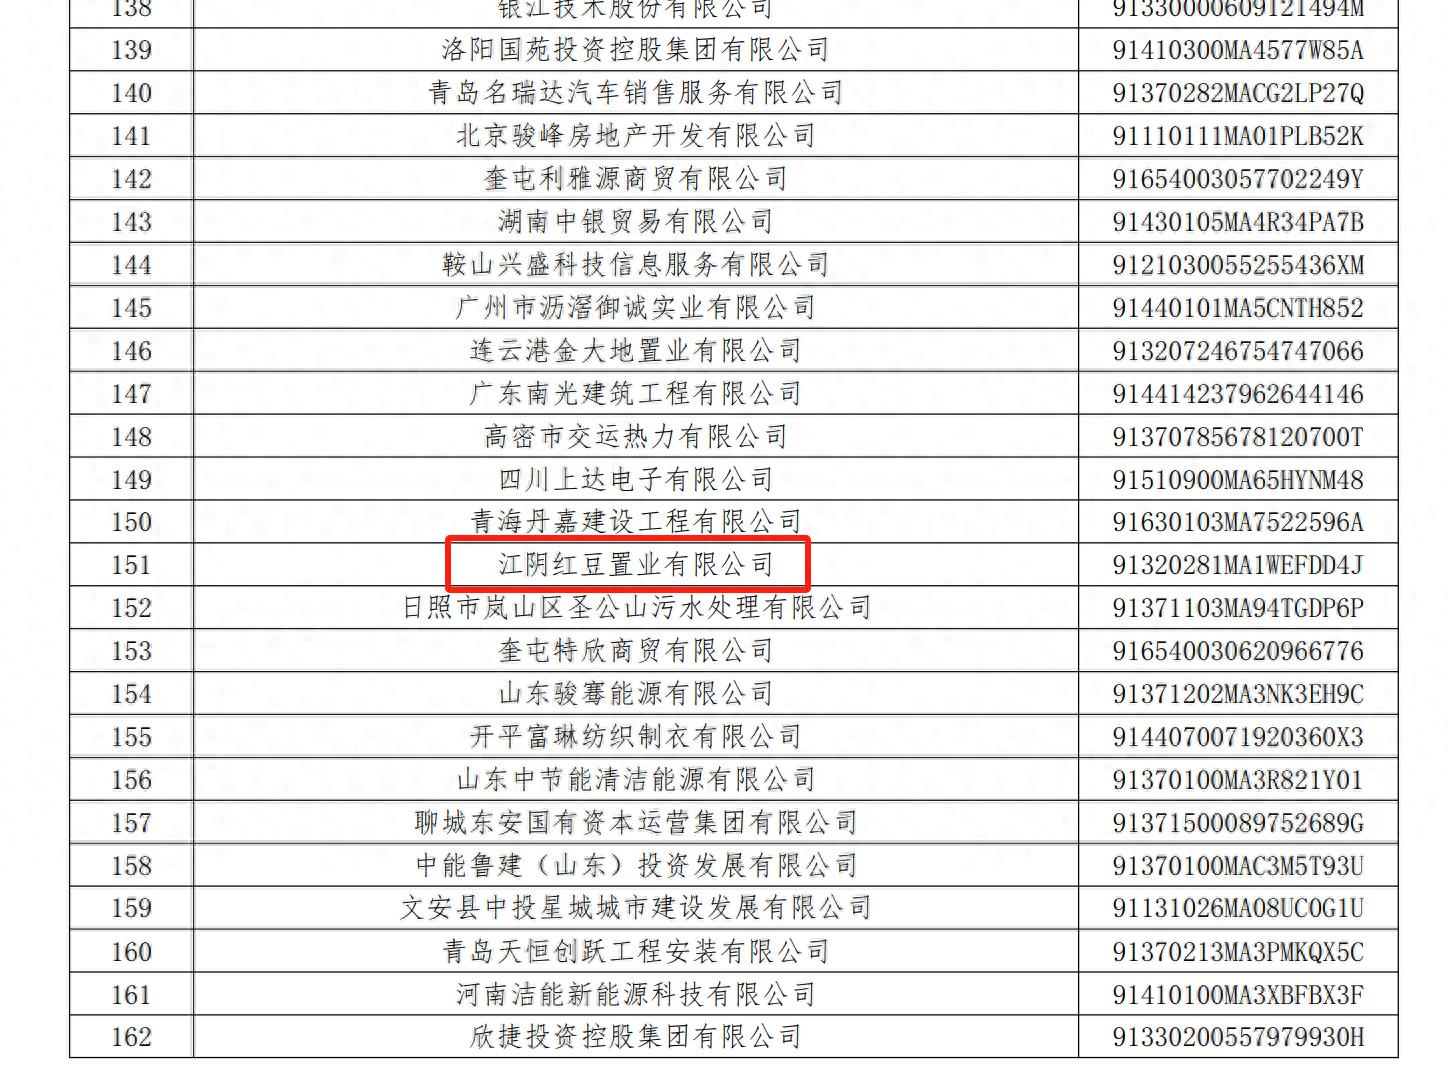 138 银江技术股份有限公司 91330000609121494M
139 洛阳国苑投资控股集团有限公司 91410300MA4577W85A
140 青岛名瑞达汽车销售服务有限公司 91370282MACG2LP27Q
141 北京骏峰房地产开发有限公司 91110111MA01PLB52K
142 奎屯利雅源商贸有限公司 91654003057702249Y
143 湖南中银贸易有限公司 91430105MA4R34PA7B
144 鞍山兴盛科技信息服务有限公司 9121030055255436XM
145 广州市沥滘御诚实业有限公司 91440101MA5CNTH852
146 连云港金大地置业有限公司 913207246754747066
147 广东南光建筑工程有限公司 914414237962644146
148 高密市交运热力有限公司 91370785678120700T
149 四川上达电子有限公司 91510900MA65HYNM48
150 青海丹嘉建设工程有限公司 91630103MA7522596A
151 江阴红豆置业有限公司 91320281MA1WEFDD4J
152 日照市岚山区圣公山污水处理有限公司 91371103MA94TGDP6P
153 奎屯特欣商贸有限公司 916540030620966776
154 山东骏骞能源有限公司 91371202MA3NK3EH9C
155 开平富琳纺织制衣有限公司 9144070071920360X3
156 山东中节能清洁能源有限公司 91370100MA3R821Y01
157 聊城东安国有资本运营集团有限公司 91371500089752689G
158 中能鲁建（山东）投资发展有限公司 91370100MAC3M5T93U
159 文安县中投星城城市建设发展有限公司 91131026MA08UC0G1U
160 青岛天恒创跃工程安装有限公司 91370213MA3PMKQX5C
161 河南洁能新能源科技有限公司 91410100MA3XBFBX3F
162 欣捷投资控股集团有限公司 91330200557979930H